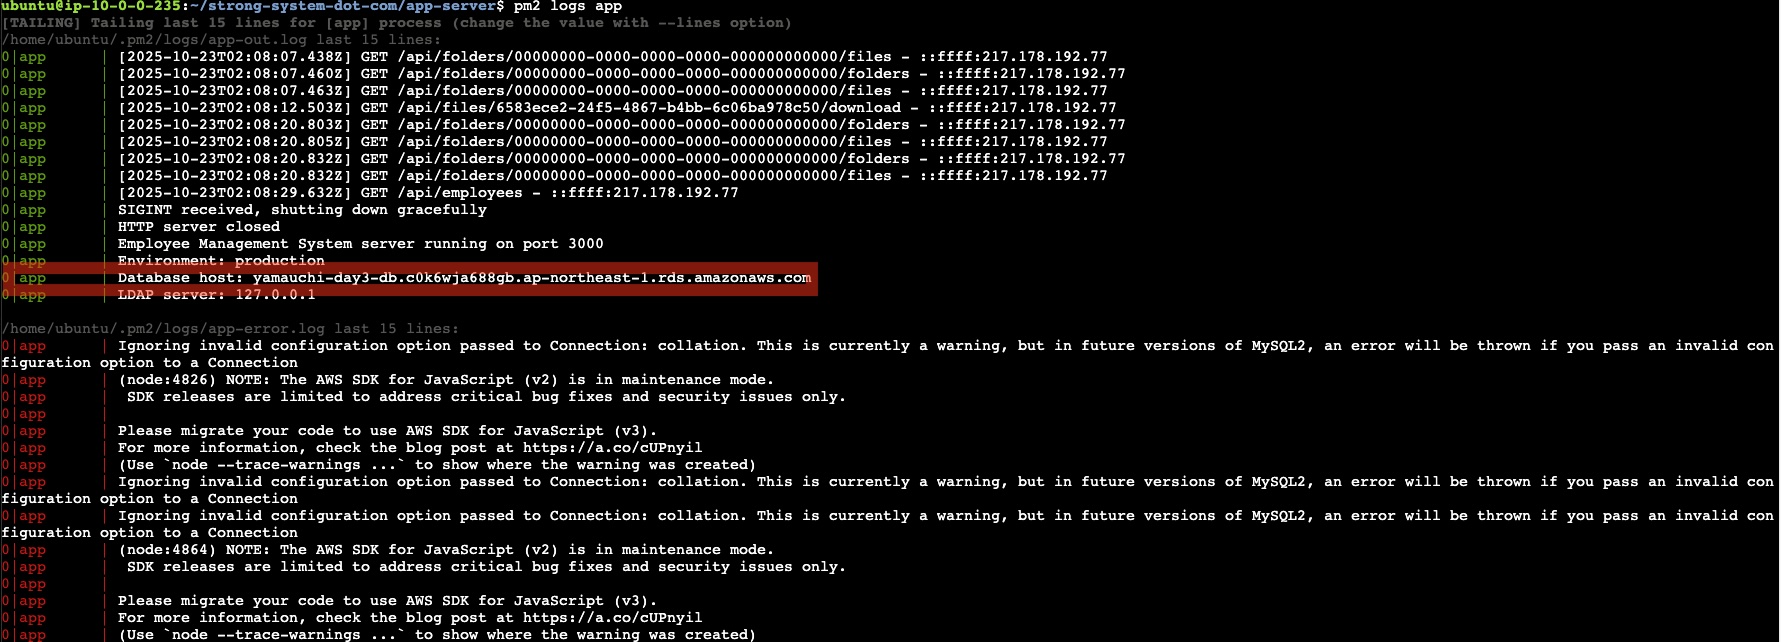 ubuntu@ip-10-0-0-235:~/strong-system-dot-com/app-server$ pm2 logs app
[TAILING] Tailing last 15 lines for [app] process (change the value with --lines option)
/home/ubuntu/.pm2/logs/app-out.log last 15 lines:
0|app      | [2025-10-23T02:08:07.438Z] GET /api/folders/00000000-0000-0000-0000-000000000000/files - ::ffff:217.178.192.77
0|app      | [2025-10-23T02:08:07.460Z] GET /api/folders/00000000-0000-0000-0000-000000000000/folders - ::ffff:217.178.192.77
0|app      | [2025-10-23T02:08:07.463Z] GET /api/folders/00000000-0000-0000-0000-000000000000/files - ::ffff:217.178.192.77
0|app      | [2025-10-23T02:08:12.503Z] GET /api/files/6583ece2-24f5-4867-b4bb-6c06ba978c50/download - ::ffff:217.178.192.77
0|app      | [2025-10-23T02:08:20.803Z] GET /api/folders/00000000-0000-0000-0000-000000000000/folders - ::ffff:217.178.192.77
0|app      | [2025-10-23T02:08:20.805Z] GET /api/folders/00000000-0000-0000-0000-000000000000/files - ::ffff:217.178.192.77
0|app      | [2025-10-23T02:08:20.832Z] GET /api/folders/00000000-0000-0000-0000-000000000000/folders - ::ffff:217.178.192.77
0|app      | [2025-10-23T02:08:20.832Z] GET /api/folders/00000000-0000-0000-0000-000000000000/files - ::ffff:217.178.192.77
0|app      | [2025-10-23T02:08:29.632Z] GET /api/employees - ::ffff:217.178.192.77
0|app      | SIGINT received, shutting down gracefully
0|app      | HTTP server closed
0|app      | Employee Management System server running on port 3000
0|app      | Environment: production
0|app      | Database host: yamauchi-day3-db.c0k6wja688gb.ap-northeast-1.rds.amazonaws.com
0|app      | LDAP server: 127.0.0.1
/home/ubuntu/.pm2/logs/app-error.log last 15 lines:
0|app      | Ignoring invalid configuration option passed to Connection: collation. This is currently a warning, but in future versions of MySQL2, an error will be thrown if you pass an invalid con
figuration option to a Connection
0|app      | (node:4826) NOTE: The AWS SDK for JavaScript (v2) is in maintenance mode.
0|app      |  SDK releases are limited to address critical bug fixes and security issues only.
0|app      |
0|app      | Please migrate your code to use AWS SDK for JavaScript (v3).
0|app      | For more information, check the blog post at https://a.co/cUPnyil
0|app      | (Use `node --trace-warnings ...` to show where the warning was created)
0|app      | Ignoring invalid configuration option passed to Connection: collation. This is currently a warning, but in future versions of MySQL2, an error will be thrown if you pass an invalid con
figuration option to a Connection
0|app      | Ignoring invalid configuration option passed to Connection: collation. This is currently a warning, but in future versions of MySQL2, an error will be thrown if you pass an invalid con
figuration option to a Connection
0|app      | (node:4864) NOTE: The AWS SDK for JavaScript (v2) is in maintenance mode.
0|app      |  SDK releases are limited to address critical bug fixes and security issues only.
0|app      |
0|app      | Please migrate your code to use AWS SDK for JavaScript (v3).
0|app      | For more information, check the blog post at https://a.co/cUPnyil
0|app      | (Use `node --trace-warnings ...` to show where the warning was created)